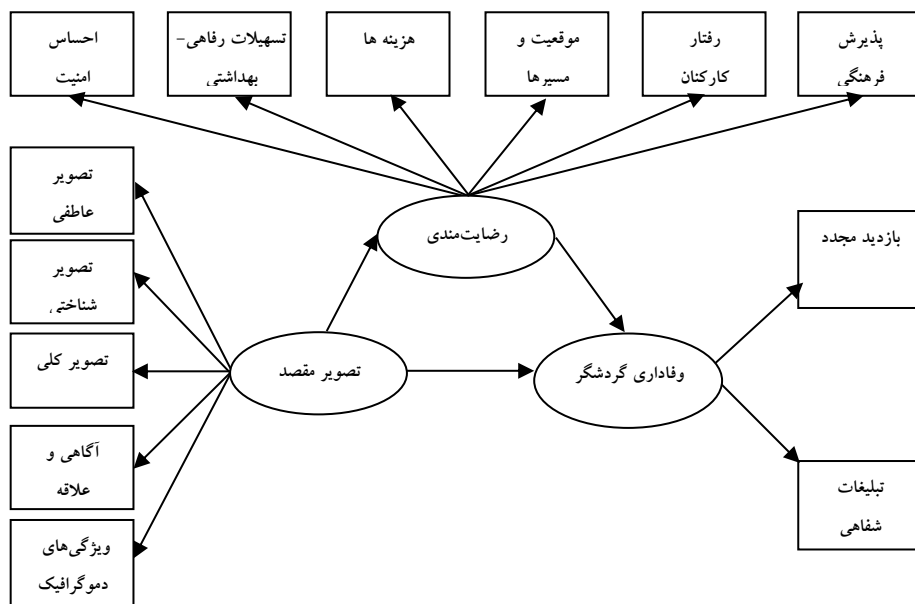 پذیرش
فرهنگی
رفتار
کارکنان
موقعیت و
مسیرها
هزینه ها
تسهیلات رفاهی-
بهداشتی
احساس
امنیت
تصویر
عاطفی
تصویر
شناختی
تصویر کلی
آگاهی و
علاقه
ویژگی‌های
دموگرافیک
رضایت‌مندی
تصویر مقصد
وفاداری گردشگر
بازدید مجدد
تبلیغات
شفاهی